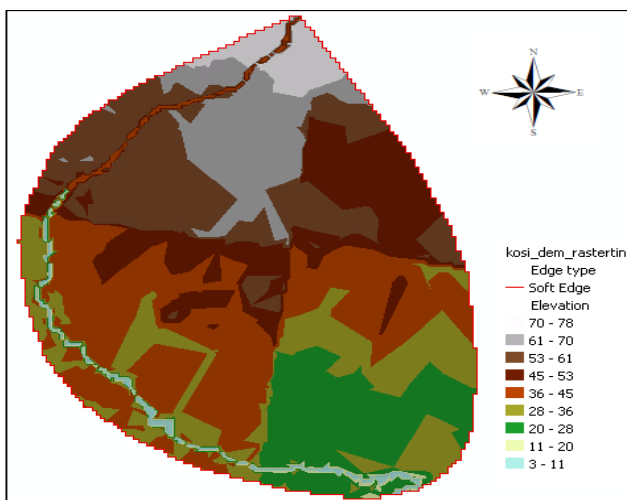 N
W E
S
kosi_dem_rastertin
Edge type
Soft Edge
Elevation
70 - 78
61 - 70
53 - 61
45 - 53
36 - 45
28 - 36
20 - 28
11 - 20
3 - 11